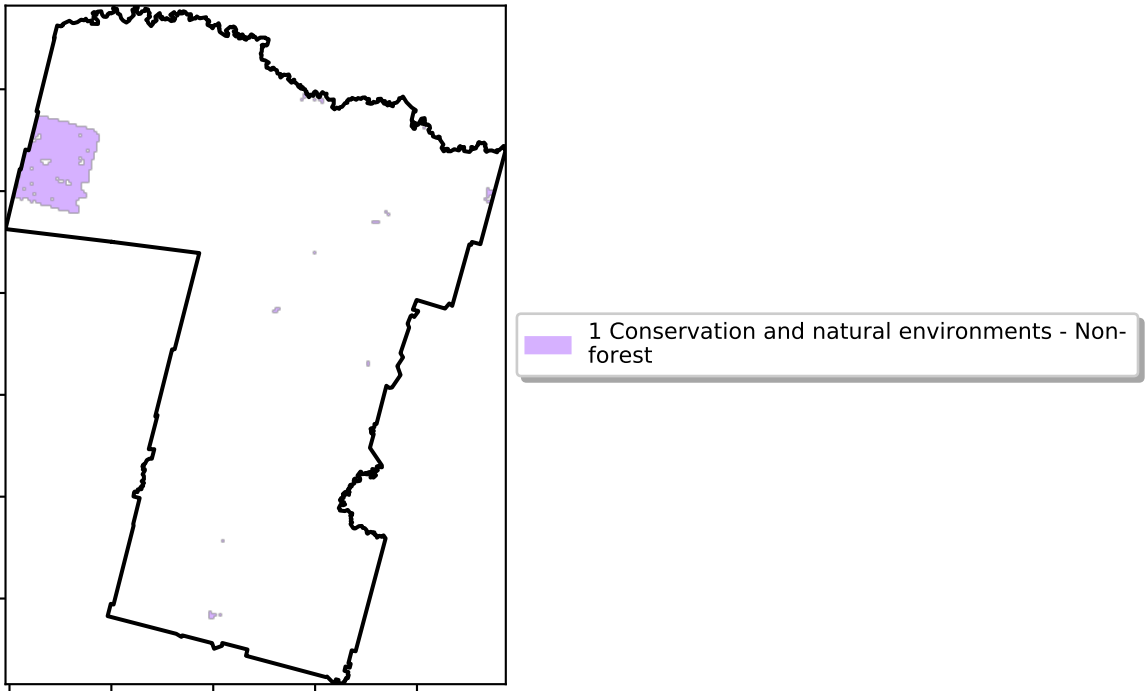 1 Conservation and natural environments - Non-
forest